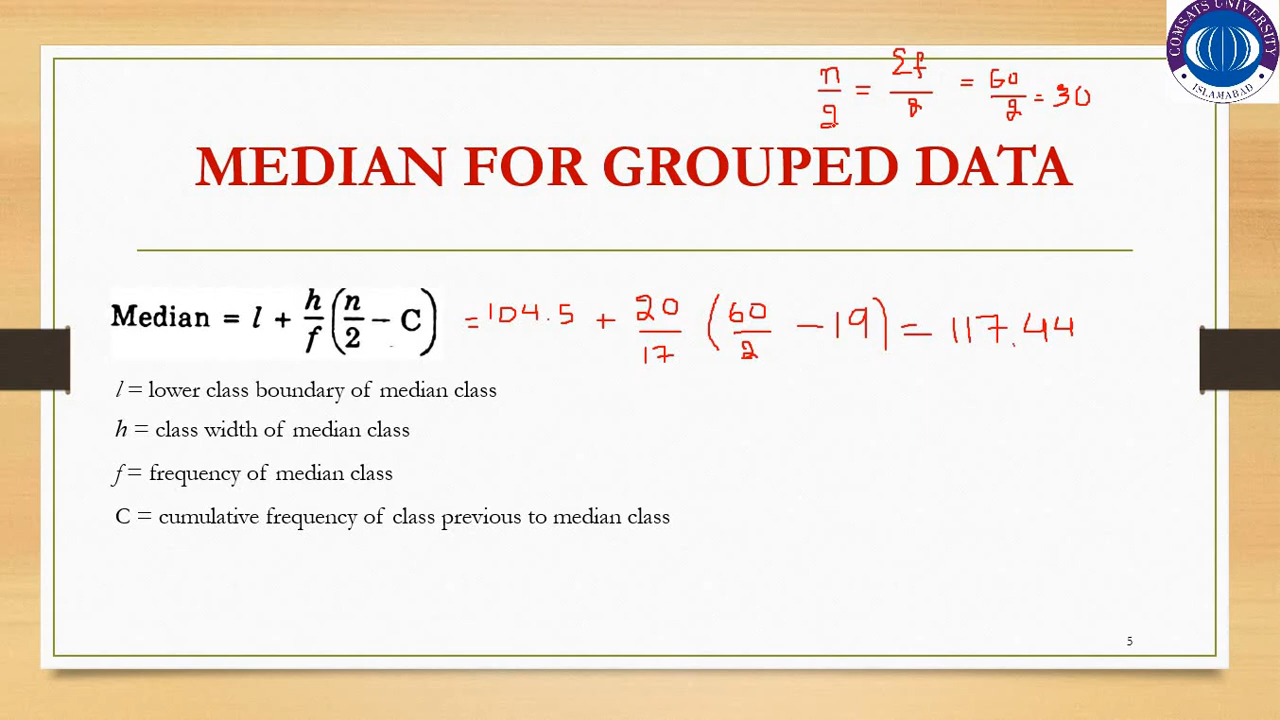 COMSATS UNIVERSITY
ISLAMABAD
n/2 = Σf/2 = 60/2 = 30
MEDIAN FOR GROUPED DATA
Median = l + h/f (n/2 − C) = 104.5 + 20/17 (60/2 − 19) = 117.44
l = lower class boundary of median class
h = class width of median class
f = frequency of median class
C = cumulative frequency of class previous to median class
5